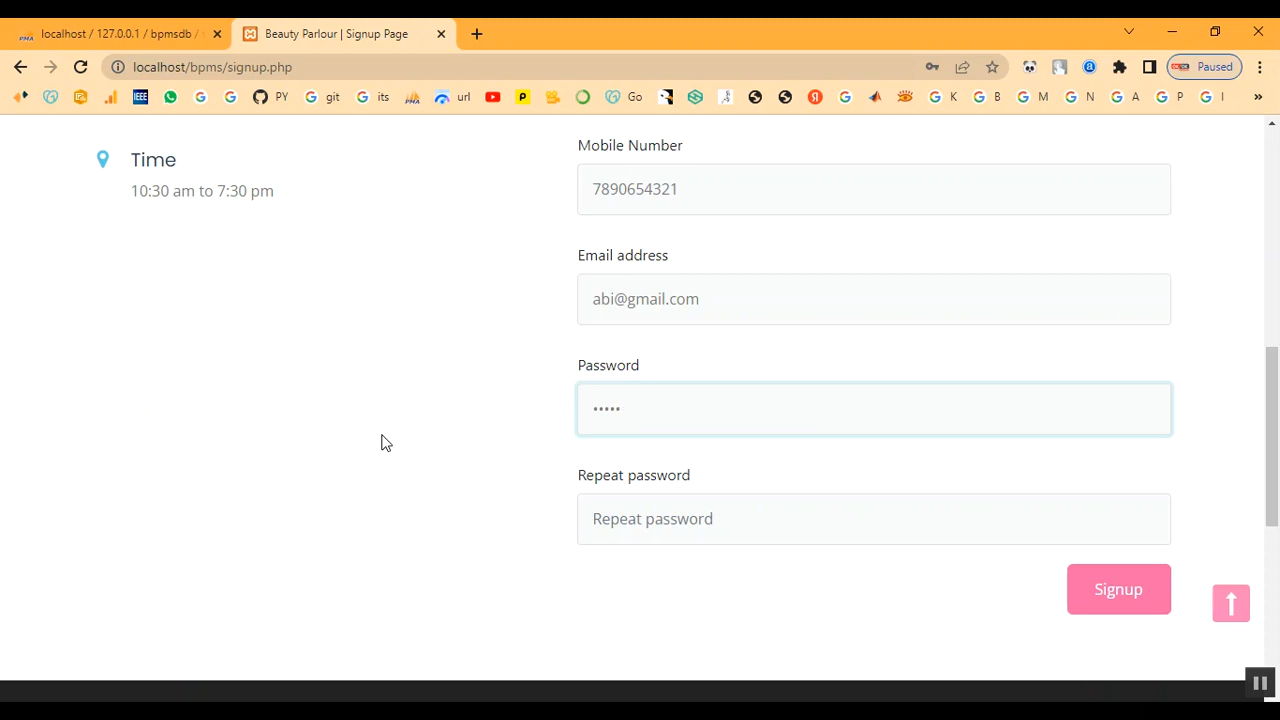 localhost / 127.0.0.1 / bpmsdb /
Beauty Parlour | Signup Page
localhost/bpms/signup.php
Paused
IEEE
PY
git
its
PMA
url
Go
K
B
M
N
A
P
I
»
Time
10:30 am to 7:30 pm
Mobile Number
7890654321
Email address
abi@gmail.com
Password
•••••
Repeat password
Repeat password
Signup